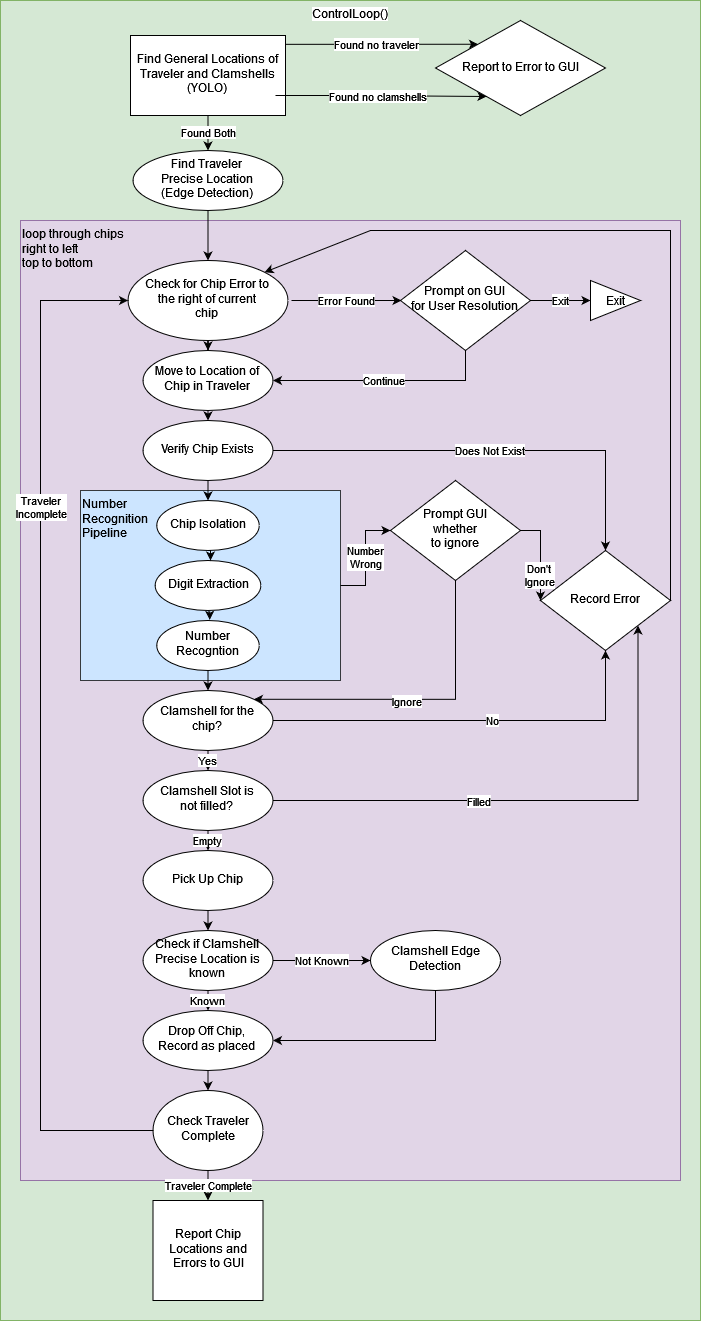 ControlLoop()
Find General Locations of
Traveler and Clamshells
(YOLO)
Found no traveler
Found no clamshells
Report to Error to GUI
Found Both
Find Traveler
Precise Location
(Edge Detection)
loop through chips
right to left
top to bottom
Check for Chip Error to
the right of current
chip
Error Found
Prompt on GUI
for User Resolution
Exit
Exit
Move to Location of
Chip in Traveler
Continue
Verify Chip Exists
Does Not Exist
Traveler
Incomplete
Number
Recognition
Pipeline
Chip Isolation
Digit Extraction
Number
Recogntion
Number
Wrong
Prompt GUI
whether
to ignore
Don't
Ignore
Record Error
Ignore
Clamshell for the
chip?
No
Yes
Clamshell Slot is
not filled?
Filled
Empty
Pick Up Chip
Check if Clamshell
Precise Location is
known
Not Known
Clamshell Edge
Detection
Known
Drop Off Chip,
Record as placed
Check Traveler
Complete
Traveler Complete
Report Chip
Locations and
Errors to GUI